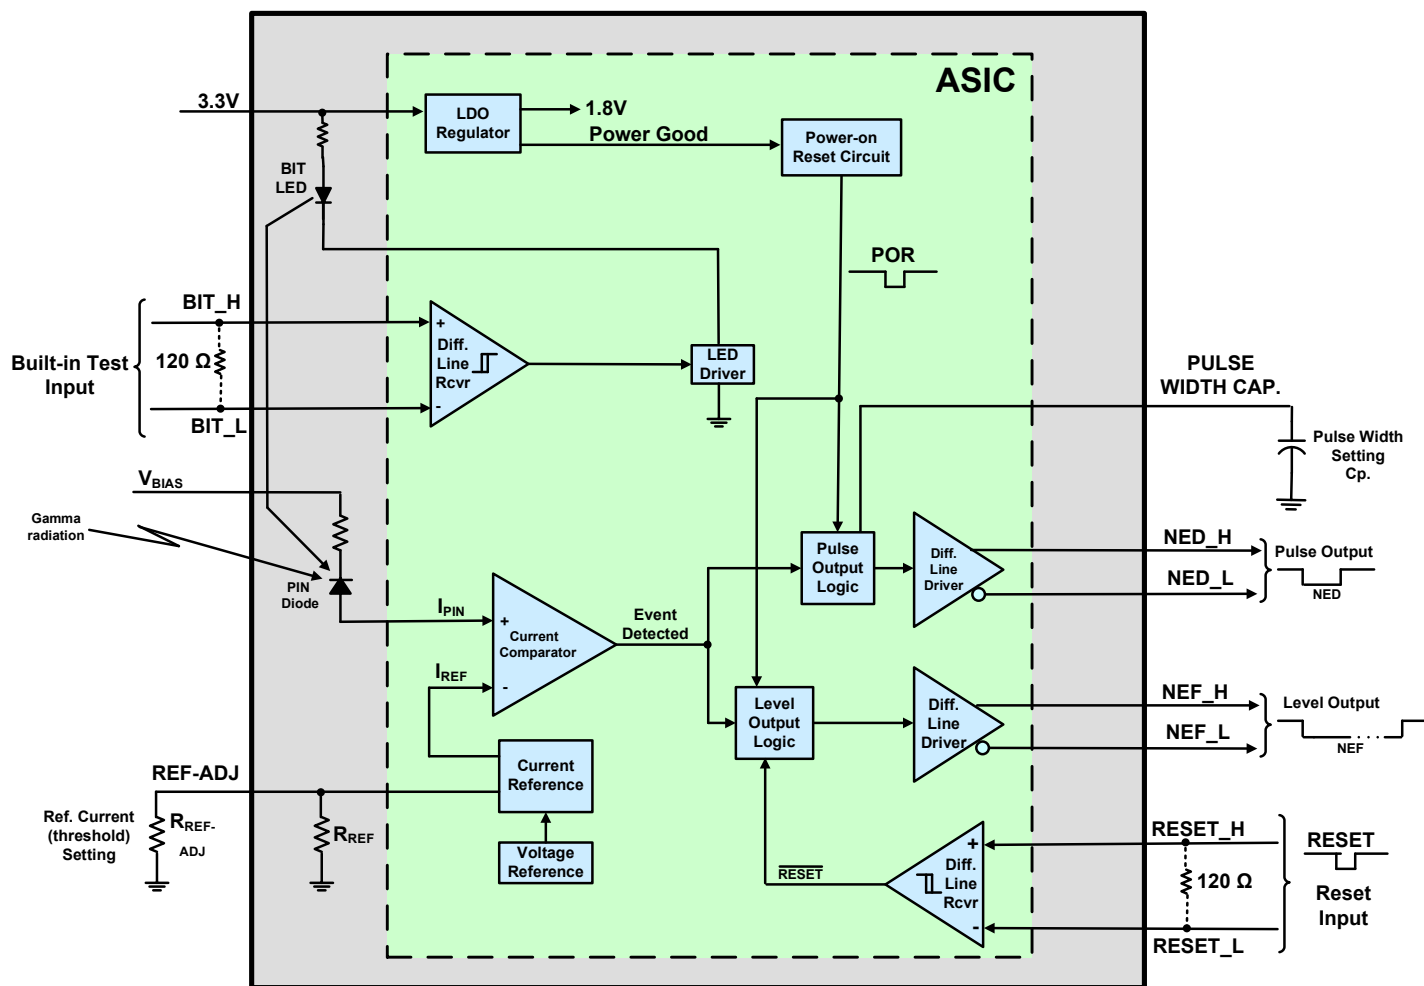 ASIC
3.3V
LDO
Regulator
1.8V
Power Good
Power-on
Reset Circuit
BIT
LED
POR
BIT_H
Built-in Test
Input
120 Ω
BIT_L
+
Diff.
Line
Rcvr
-
LED
Driver
PULSE
WIDTH CAP.
Pulse Width
Setting
Cp.
VBIAS
Gamma
radiation
PIN
Diode
IPIN
+
Current
Comparator
IREF
-
Event
Detected
Pulse
Output
Logic
Diff.
Line
Driver
NED_H
NED_L
Pulse Output
NED
Level
Output
Logic
Diff.
Line
Driver
NEF_H
NEF_L
Level Output
NEF
REF-ADJ
Current
Reference
Ref. Current
(threshold)
Setting
RREF-
ADJ
RREF
Voltage
Reference
RESET
+
Diff.
Line
Rcvr
-
RESET_H
120 Ω
RESET_L
RESET
Reset
Input